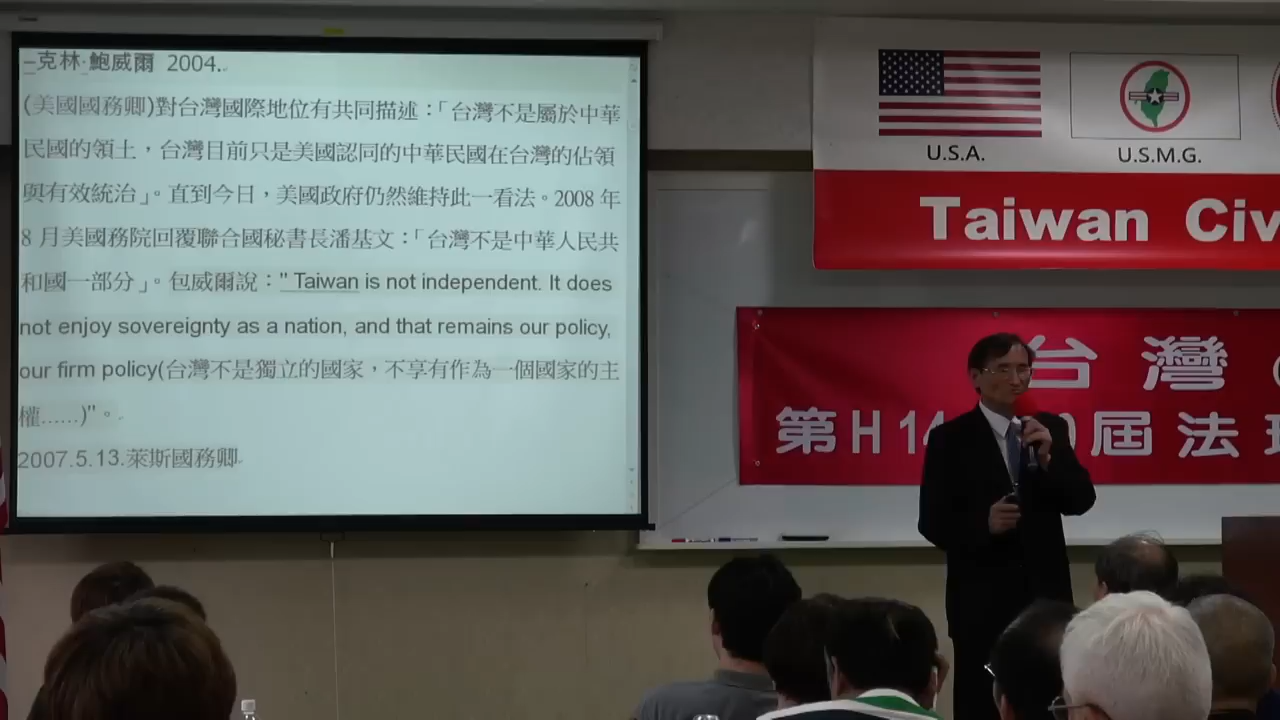 –克林·鮑威爾 2004.
(美國國務卿)對台灣國際地位有共同描述：「台灣不是屬於中華
民國的領土，台灣目前只是美國認同的中華民國在台灣的佔領
與有效統治」。直到今日，美國政府仍然維持此一看法。2008 年
8 月美國務院回覆聯合國秘書長潘基文：「台灣不是中華人民共
和國一部分」。包威爾說：" Taiwan is not independent. It does
not enjoy sovereignty as a nation, and that remains our policy,
our firm policy(台灣不是獨立的國家，不享有作為一個國家的主
權......)"。
2007.5.13.萊斯國務卿
U.S.A.
U.S.M.G.
Taiwan Civ
台灣
第H14 0屆法